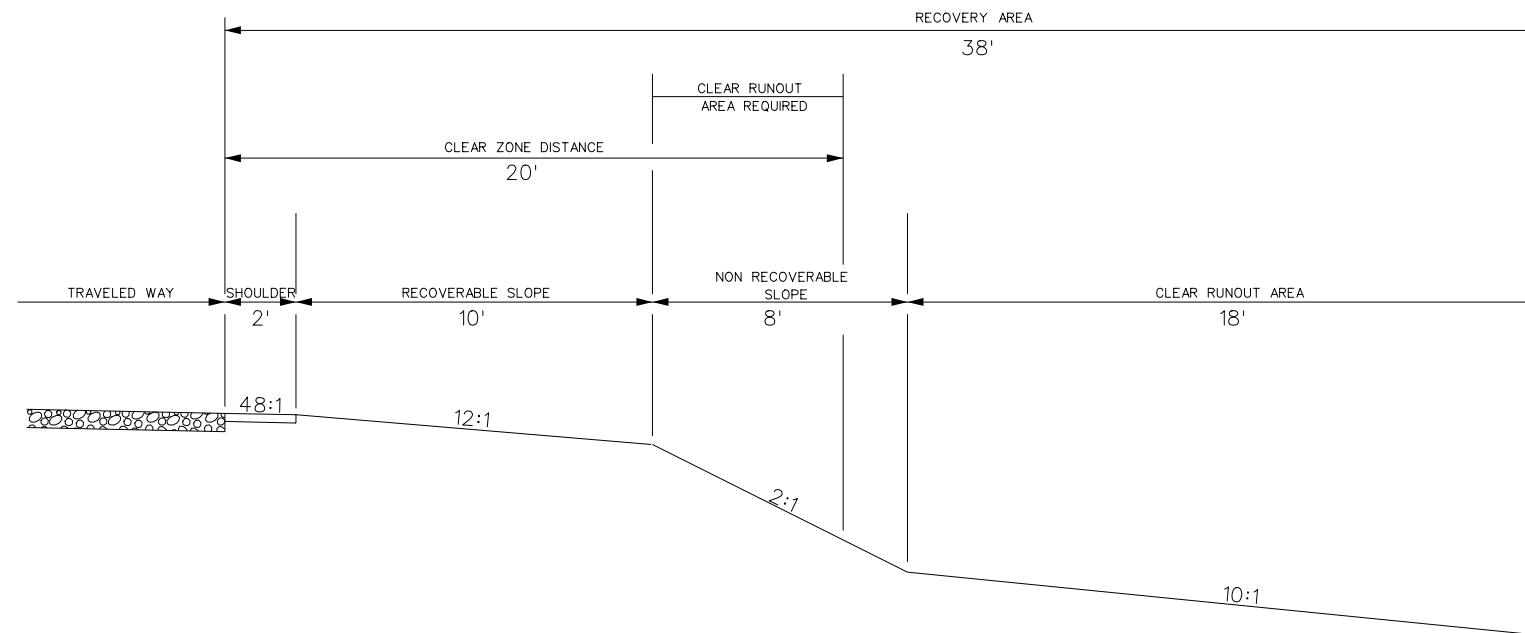 RECOVERY AREA
38'
CLEAR RUNOUT
AREA REQUIRED
CLEAR ZONE DISTANCE
20'
NON RECOVERABLE
TRAVELED WAY SHOULDER RECOVERABLE SLOPE SLOPE CLEAR RUNOUT AREA
2' 10' 8' 18'
48:1
12:1
2:1
10:1